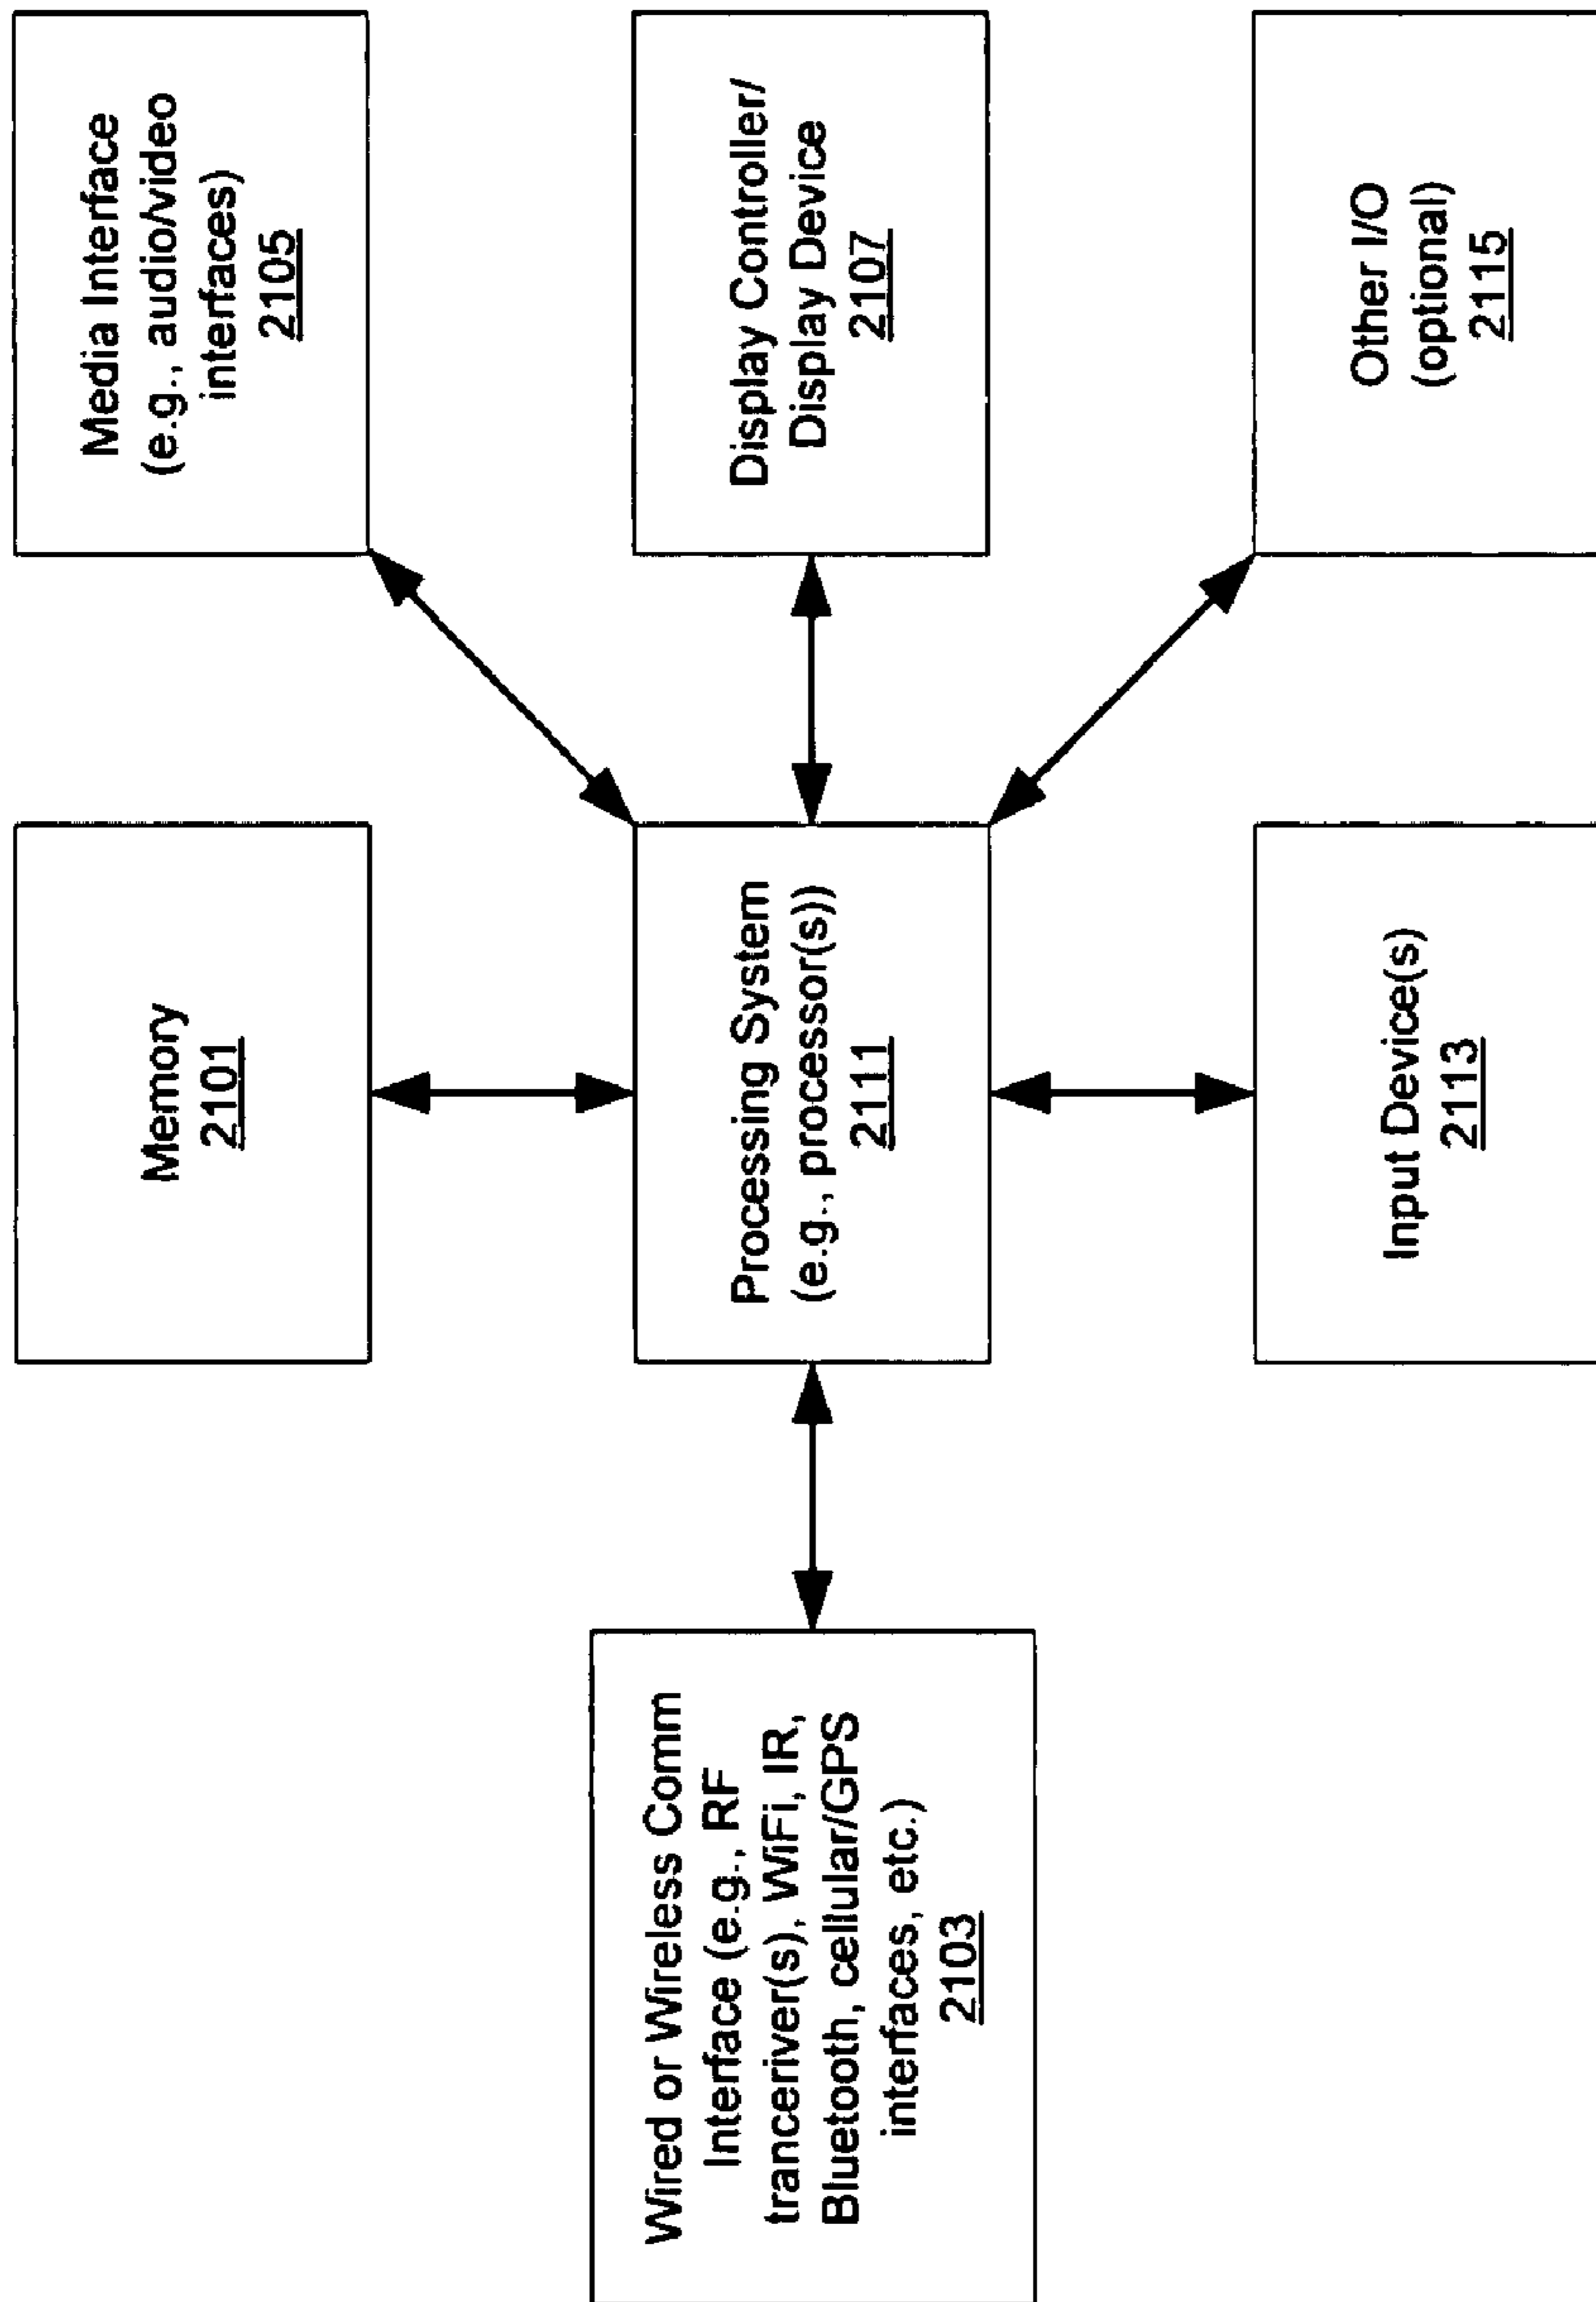 Memory
2101
Media Interface
(e.g., audio/video
interfaces)
2105
Wired or Wireless Comm
Interface (e.g., RF
tranceriver(s), WiFi, IR,
Bluetooth, cellular/GPS
interfaces, etc.)
2103
Processing System
(e.g., processor(s))
2111
Display Controller/
Display Device
2107
Input Device(s)
2113
Other I/O
(optional)
2115